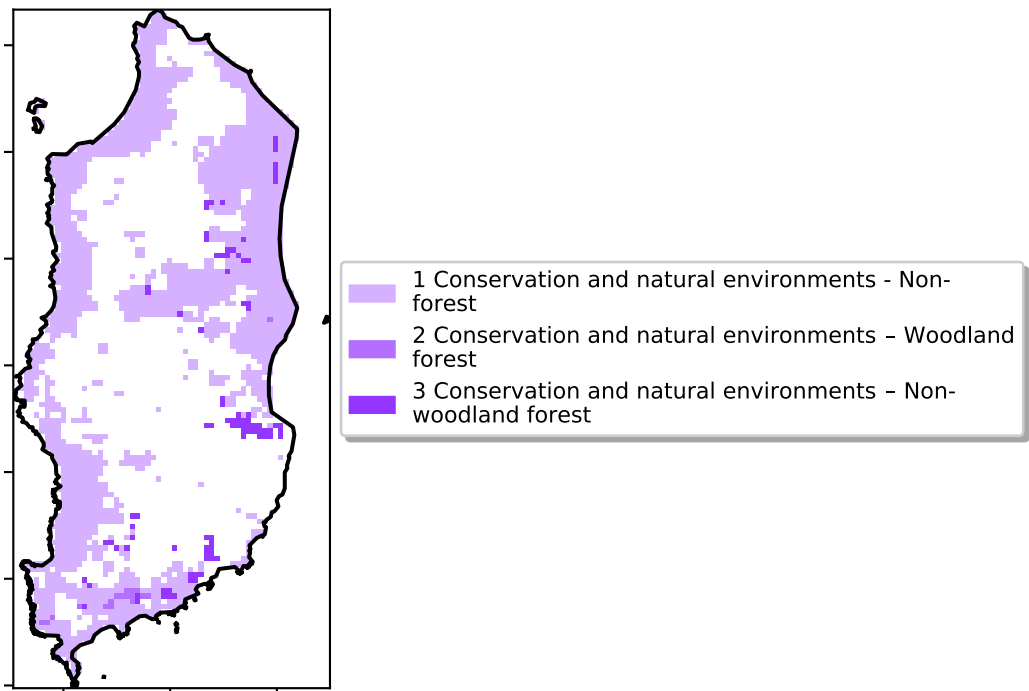 1 Conservation and natural environments - Non-
forest
2 Conservation and natural environments – Woodland
forest
3 Conservation and natural environments – Non-
woodland forest